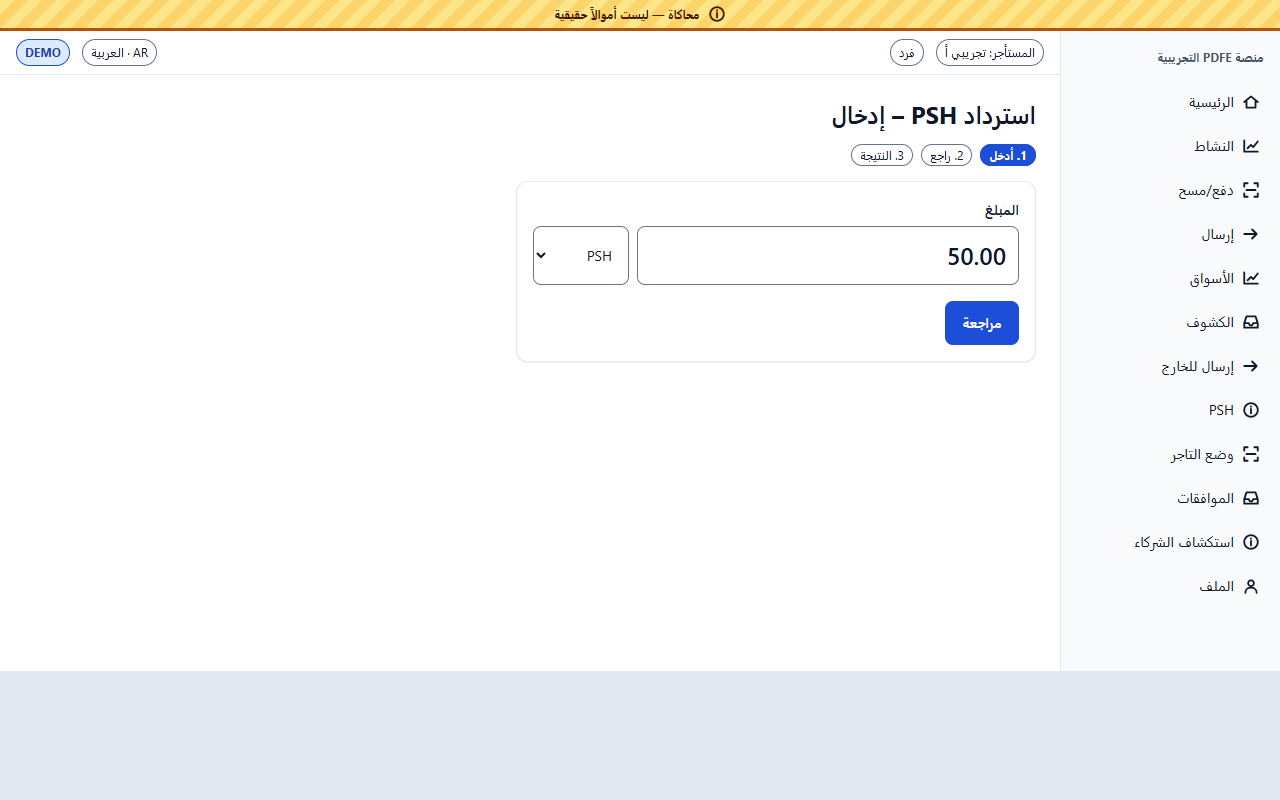 محاكاة — ليست أموالاً حقيقية
منصة PDFE التجريبية
الرئيسية
النشاط
دفع/مسح
إرسال
الأسواق
الكشوف
إرسال للخارج
PSH
وضع التاجر
الموافقات
استكشاف الشركاء
الملف
المستأجر: تجريبي أ
فرد
AR · العربية
DEMO
استرداد PSH – إدخال
1. أدخل
2. راجع
3. النتيجة
المبلغ
50.00
PSH
مراجعة